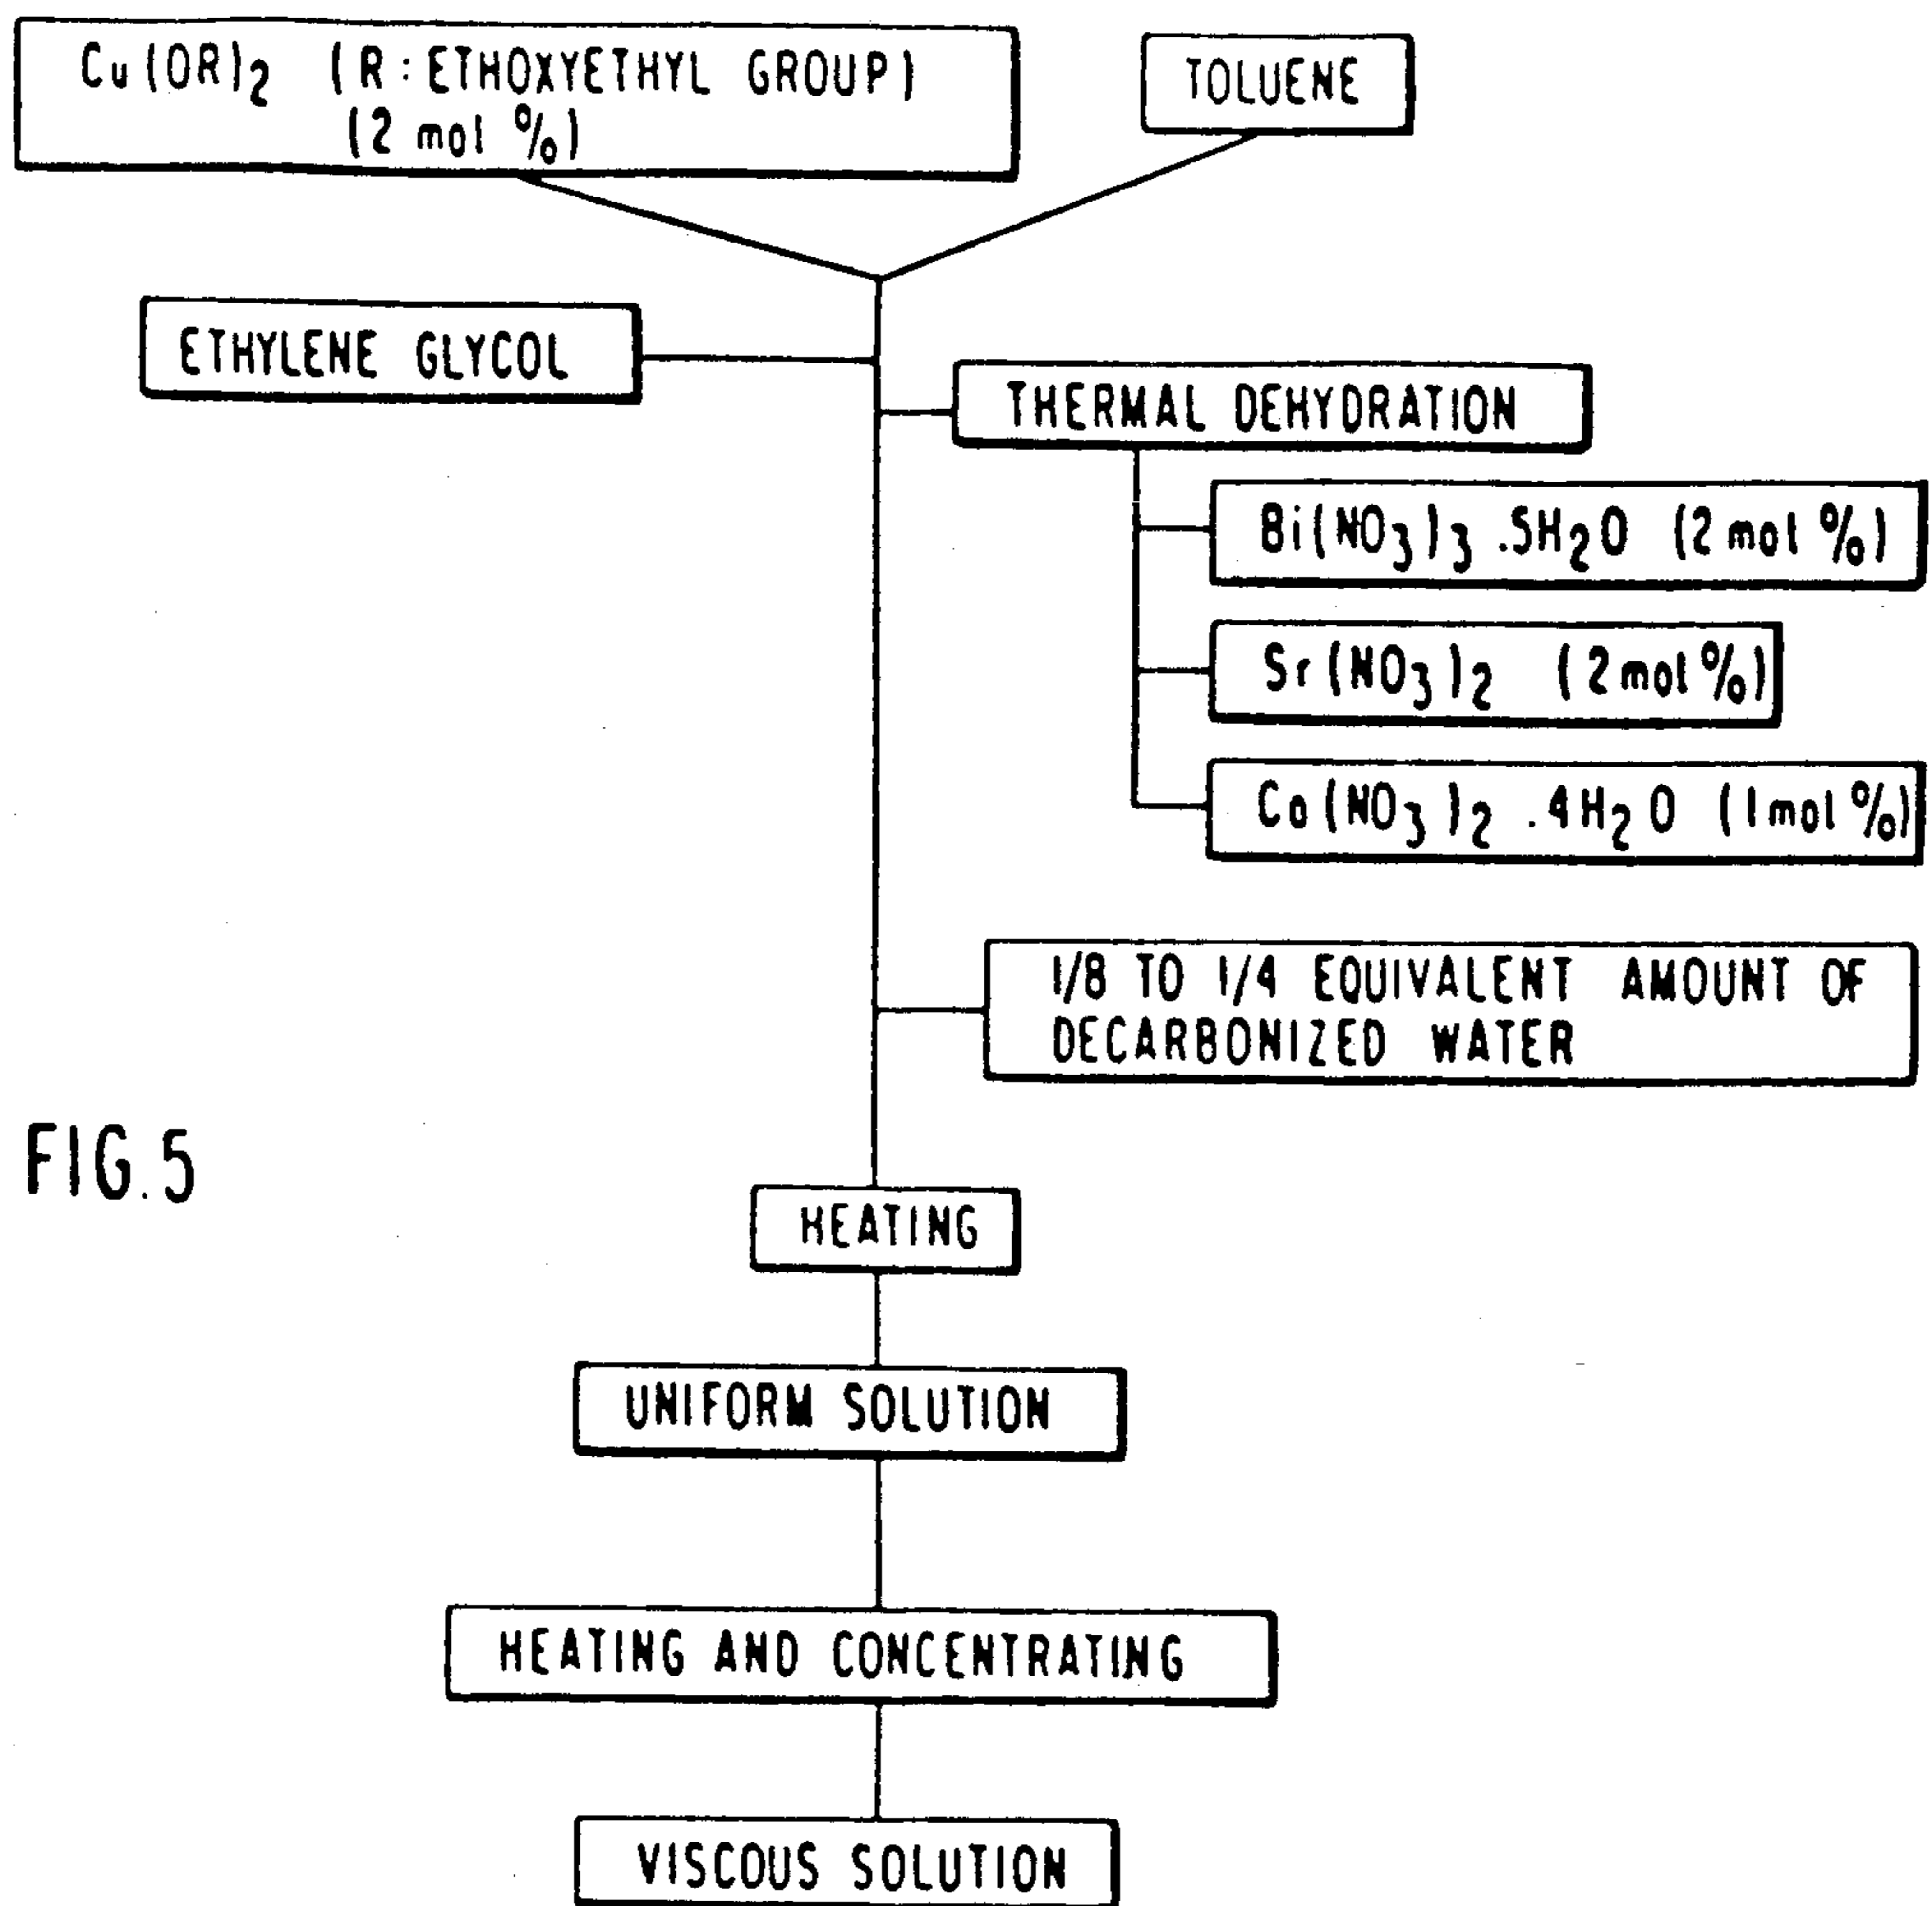 Cu(OR)2 (R : ETHOXYETHYL GROUP)
(2 mol %)
TOLUENE
ETHYLENE GLYCOL
THERMAL DEHYDRATION
Bi(NO3)3 .5H2O (2 mol %)
Sr(NO3)2 (2 mol %)
Ca(NO3)2 .4H2O (1 mol %)
1/8 TO 1/4 EQUIVALENT AMOUNT OF
DECARBONIZED WATER
FIG.5
HEATING
UNIFORM SOLUTION
HEATING AND CONCENTRATING
VISCOUS SOLUTION